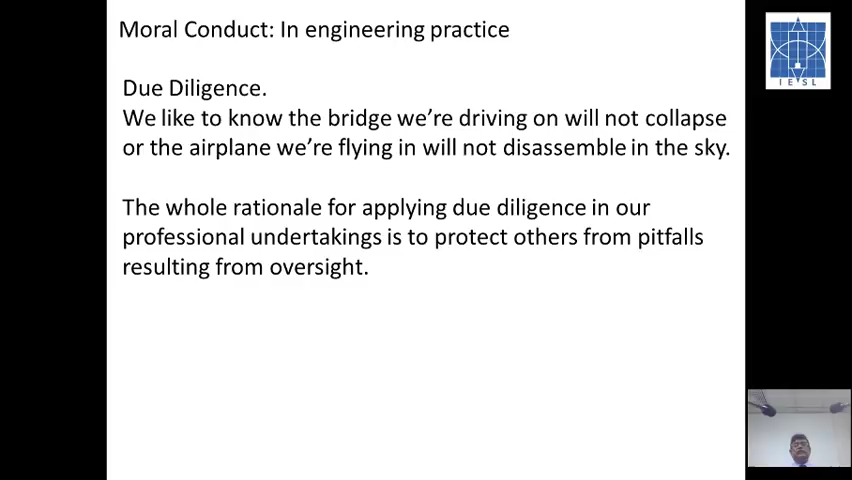 Moral Conduct: In engineering practice
Due Diligence.
We like to know the bridge we’re driving on will not collapse
or the airplane we’re flying in will not disassemble in the sky.
The whole rationale for applying due diligence in our
professional undertakings is to protect others from pitfalls
resulting from oversight.
IESL